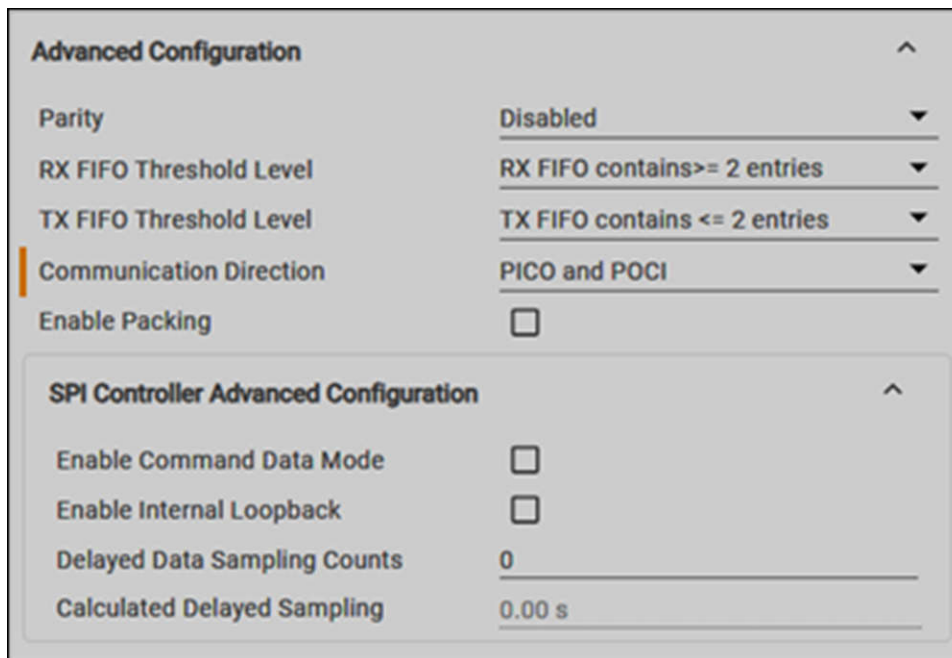 Advanced Configuration
Parity Disabled
RX FIFO Threshold Level RX FIFO contains>= 2 entries
TX FIFO Threshold Level TX FIFO contains <= 2 entries
Communication Direction PICO and POCI
Enable Packing
SPI Controller Advanced Configuration
Enable Command Data Mode
Enable Internal Loopback
Delayed Data Sampling Counts 0
Calculated Delayed Sampling 0.00 s